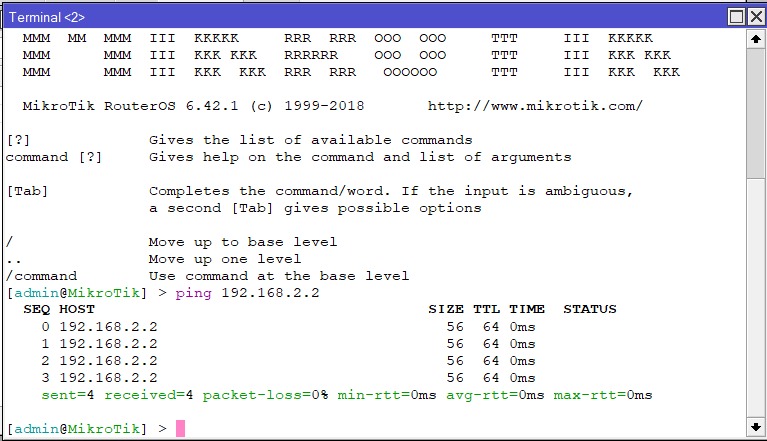 Terminal <2>
MMM  MM  MMM  III  KKKKK     RRR  RRR  OOO  OOO     TTT     III  KKKKK
MMM      MMM  III  KKK KKK   RRRRRR    OOO  OOO     TTT     III  KKK KKK
MMM      MMM  III  KKK  KKK  RRR  RRR   OOOOOO      TTT     III  KKK  KKK
MikroTik RouterOS 6.42.1 (c) 1999-2018       http://www.mikrotik.com/
[?]             Gives the list of available commands
command [?]     Gives help on the command and list of arguments
[Tab]           Completes the command/word. If the input is ambiguous,
a second [Tab] gives possible options
/               Move up to base level
..              Move up one level
/command        Use command at the base level
[admin@MikroTik] > ping 192.168.2.2
SEQ HOST                                     SIZE TTL TIME  STATUS
0 192.168.2.2                                56  64 0ms
1 192.168.2.2                                56  64 0ms
2 192.168.2.2                                56  64 0ms
3 192.168.2.2                                56  64 0ms
sent=4 received=4 packet-loss=0% min-rtt=0ms avg-rtt=0ms max-rtt=0ms
[admin@MikroTik] >